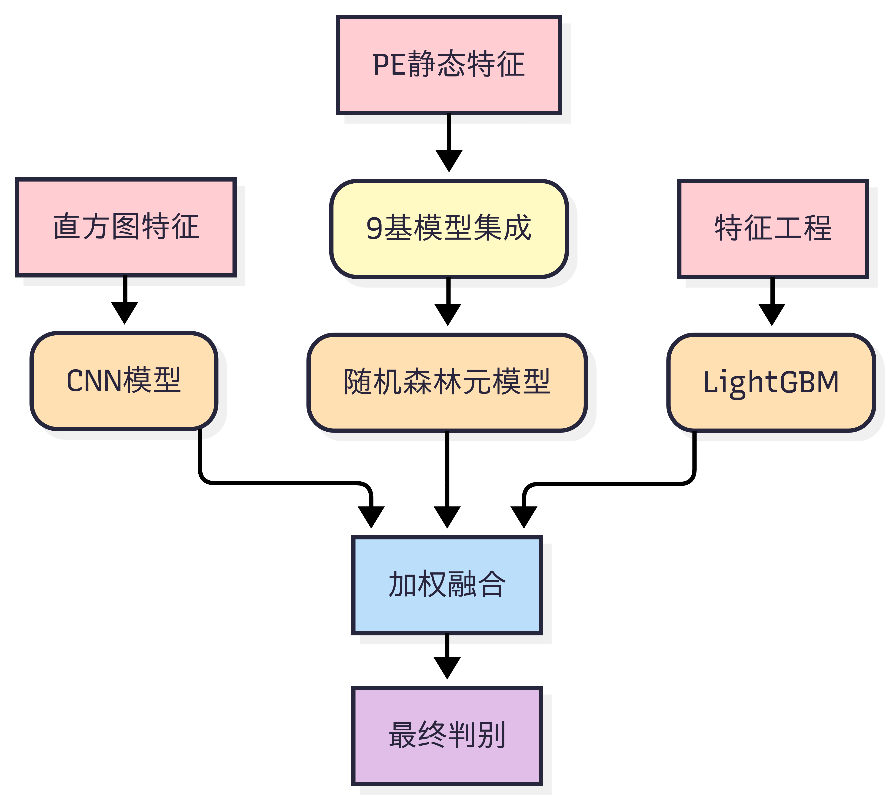 PE静态特征
直方图特征
9基模型集成
特征工程
CNN模型
随机森林元模型
LightGBM
加权融合
最终判别